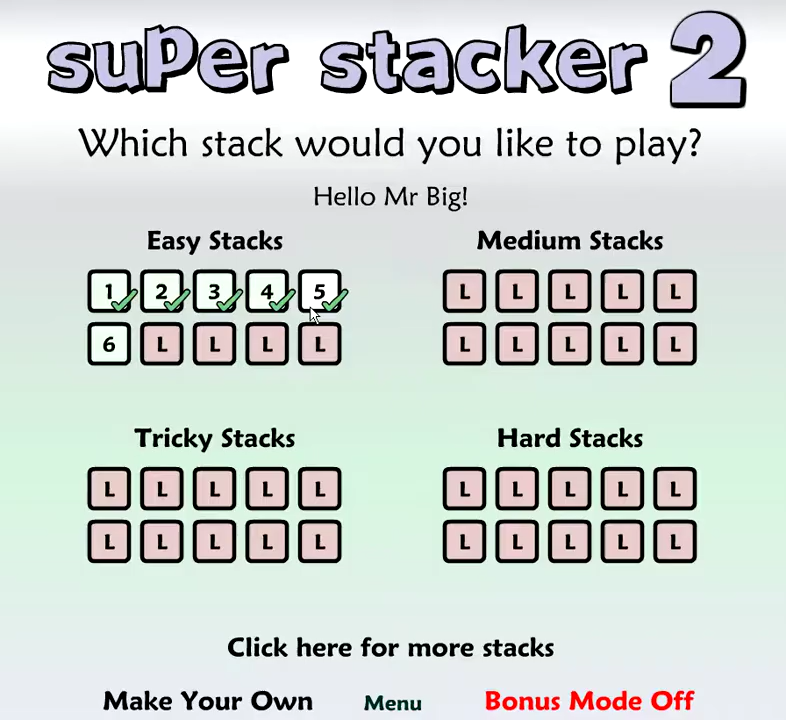 super stacker 2
Which stack would you like to play?
Hello Mr Big!
Easy Stacks
1 2 3 4 5
6 L L L L
Medium Stacks
L L L L L
L L L L L
Tricky Stacks
L L L L L
L L L L L
Hard Stacks
L L L L L
L L L L L
Click here for more stacks
Make Your Own Menu Bonus Mode Off